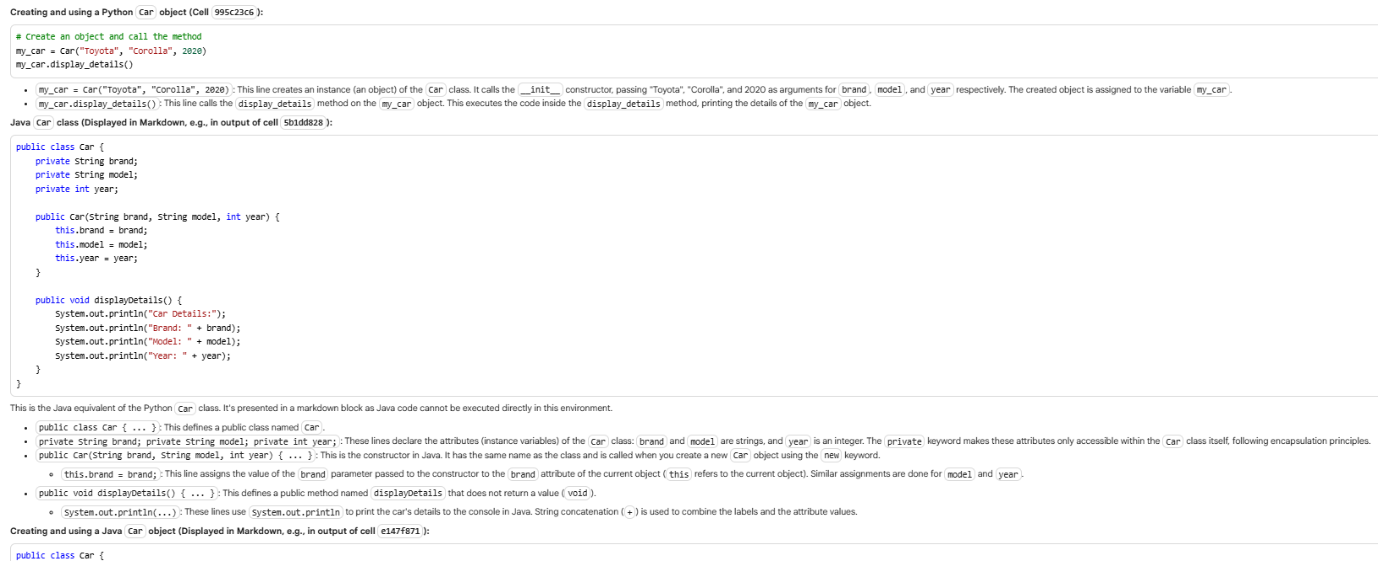 Creating and using a Python Car object (Cell 995c23c6 ):
# Create an object and call the method
my_car = Car("Toyota", "Corolla", 2020)
my_car.display_details()
• my_car = Car("Toyota", "Corolla", 2020) : This line creates an instance (an object) of the Car class. It calls the __init__ constructor, passing "Toyota", "Corolla", and 2020 as arguments for brand , model , and year respectively. The created object is assigned to the variable my_car .
• my_car.display_details() : This line calls the display_details method on the my_car object. This executes the code inside the display_details method, printing the details of the my_car object.
Java Car class (Displayed in Markdown, e.g., in output of cell 5b1dd828 ):
public class Car {
    private String brand;
    private String model;
    private int year;
    public Car(String brand, String model, int year) {
        this.brand = brand;
        this.model = model;
        this.year = year;
    }
    public void displayDetails() {
        System.out.println("Car Details:");
        System.out.println("Brand: " + brand);
        System.out.println("Model: " + model);
        System.out.println("Year: " + year);
    }
}
This is the Java equivalent of the Python Car class. It's presented in a markdown block as Java code cannot be executed directly in this environment.
• public class Car { ... } : This defines a public class named Car .
• private String brand; private String model; private int year; : These lines declare the attributes (instance variables) of the Car class: brand and model are strings, and year is an integer. The private keyword makes these attributes only accessible within the Car class itself, following encapsulation principles.
• public Car(String brand, String model, int year) { ... } : This is the constructor in Java. It has the same name as the class and is called when you create a new Car object using the new keyword.
◦ this.brand = brand; : This line assigns the value of the brand parameter passed to the constructor to the brand attribute of the current object ( this refers to the current object). Similar assignments are done for model and year .
• public void displayDetails() { ... } : This defines a public method named displayDetails that does not return a value ( void ).
◦ System.out.println(...) : These lines use System.out.println to print the car's details to the console in Java. String concatenation ( + ) is used to combine the labels and the attribute values.
Creating and using a Java Car object (Displayed in Markdown, e.g., in output of cell e147f871 ):
public class Car {